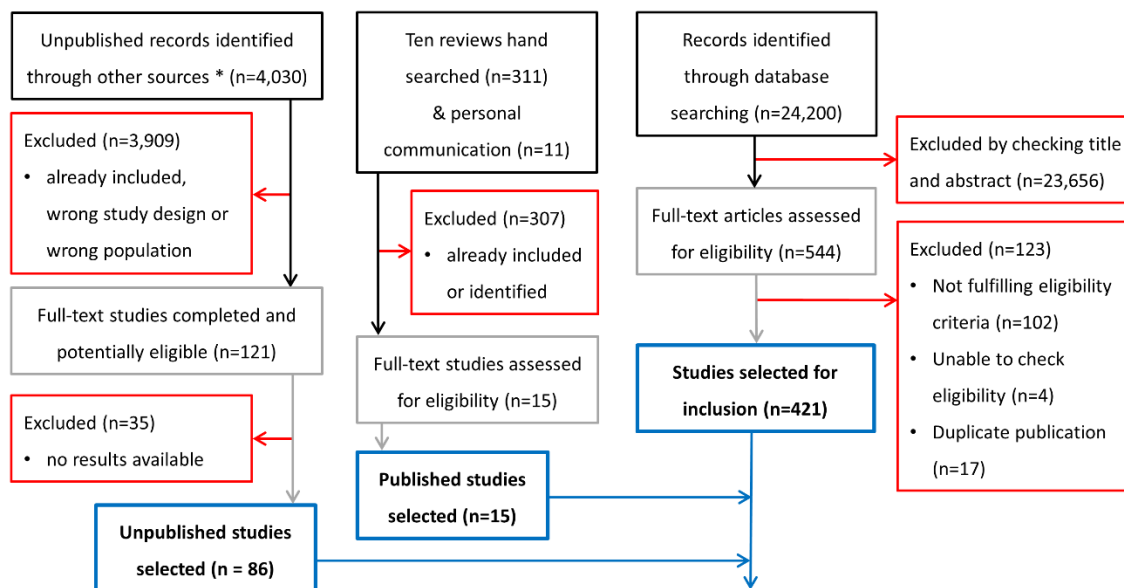 Unpublished records identified
through other sources * (n=4,030)
Excluded (n=3,909)
• already included,
wrong study design or
wrong population
Full-text studies completed and
potentially eligible (n=121)
Excluded (n=35)
• no results available
Unpublished studies
selected (n = 86)
Ten reviews hand
searched (n=311)
& personal
communication (n=11)
Excluded (n=307)
• already included
or identified
Full-text studies assessed
for eligibility (n=15)
Published studies
selected (n=15)
Records identified
through database
searching (n=24,200)
Excluded by checking title
and abstract (n=23,656)
Full-text articles assessed
for eligibility (n=544)
Excluded (n=123)
• Not fulfilling eligibility
criteria (n=102)
• Unable to check
eligibility (n=4)
• Duplicate publication
(n=17)
Studies selected for
inclusion (n=421)